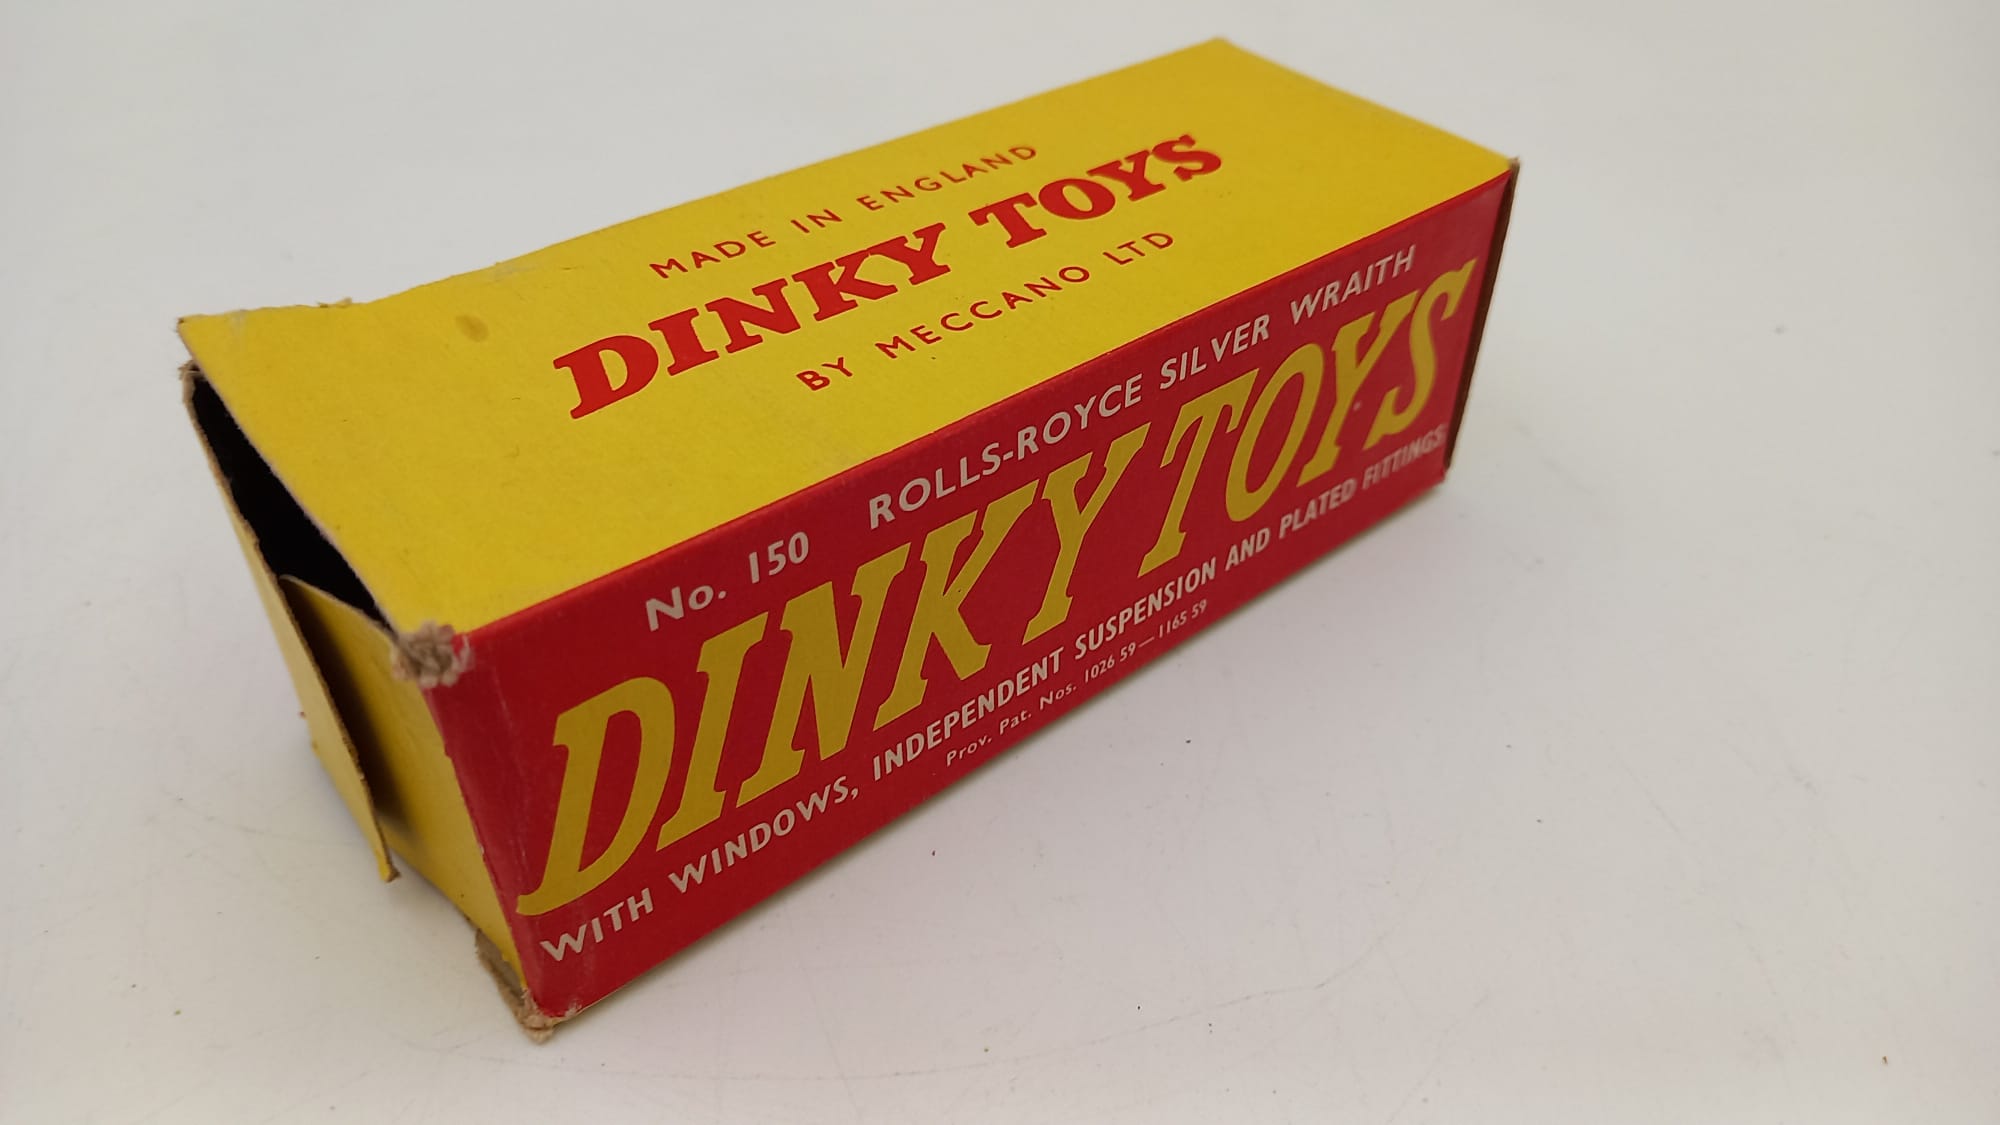 MADE IN ENGLAND
DINKY TOYS
BY MECCANO LTD
No. 150 ROLLS-ROYCE SILVER WRAITH
DINKY TOYS
WITH WINDOWS, INDEPENDENT SUSPENSION AND PLATED FITTINGS
Prov. Pat. Nos. 1026 59—1165 59